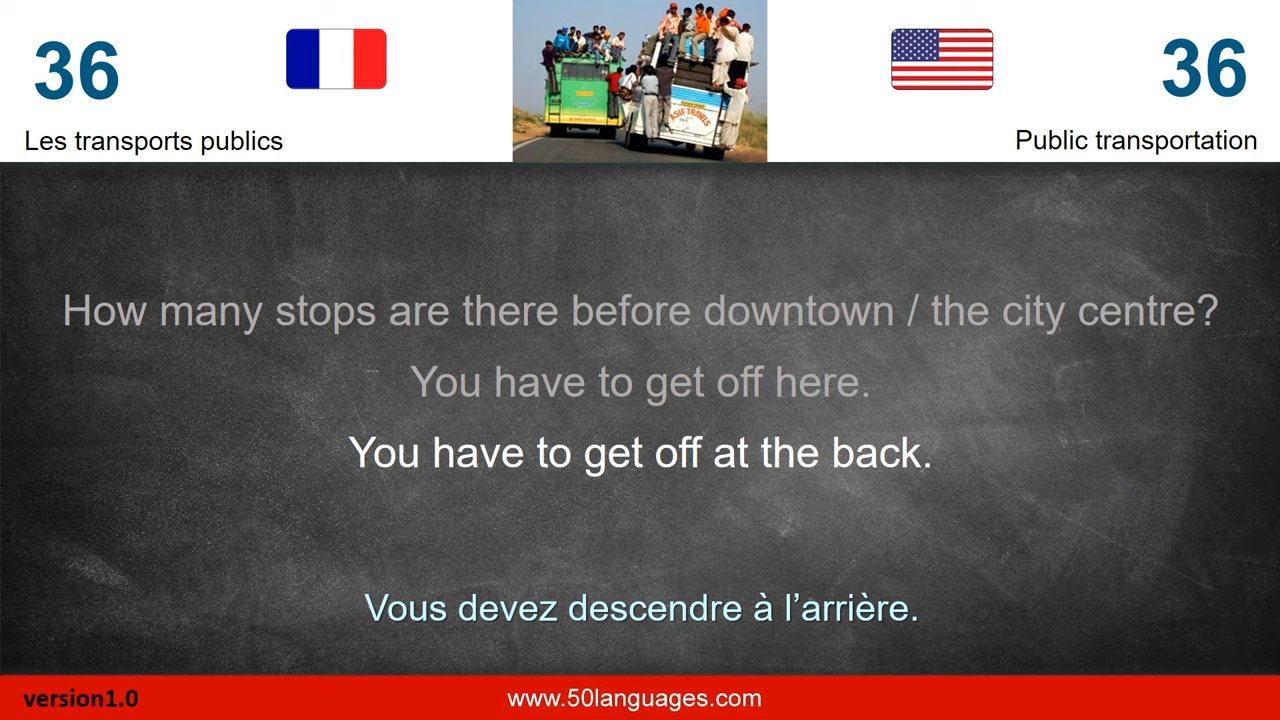 36
36
Les transports publics
Public transportation
ASIF TRAVELS
How many stops are there before downtown / the city centre?
You have to get off here.
You have to get off at the back.
Vous devez descendre à l’arrière.
version1.0
www.50languages.com